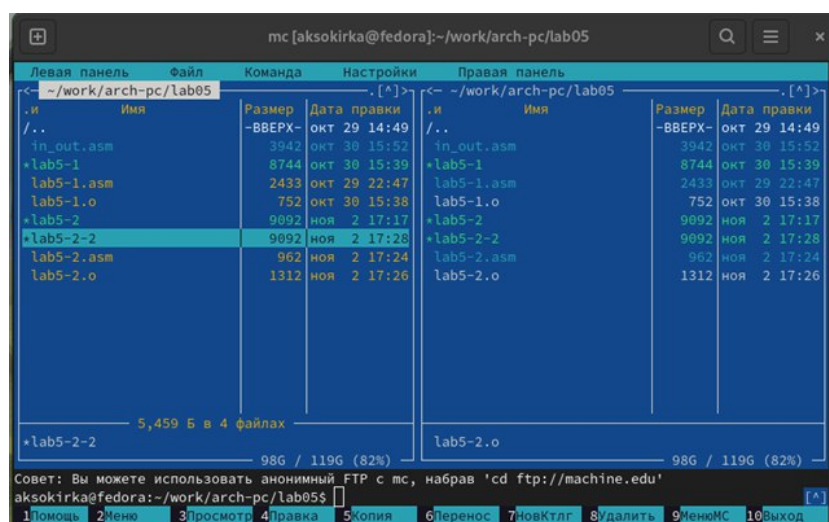 mc [aksokirka@fedora]:~/work/arch-pc/lab05
Левая панель Файл Команда Настройки Правая панель
<— ~/work/arch-pc/lab05 .[^]> <— ~/work/arch-pc/lab05 .[^]>
.и Имя Размер Дата правки .и Имя Размер Дата правки
/.. -ВВЕРХ- окт 29 14:49 /.. -ВВЕРХ- окт 29 14:49
in_out.asm 3942 окт 30 15:52 in_out.asm 3942 окт 30 15:52
*lab5-1 8744 окт 30 15:39 *lab5-1 8744 окт 30 15:39
lab5-1.asm 2433 окт 29 22:47 lab5-1.asm 2433 окт 29 22:47
lab5-1.o 752 окт 30 15:38 lab5-1.o 752 окт 30 15:38
*lab5-2 9092 ноя 2 17:17 *lab5-2 9092 ноя 2 17:17
*lab5-2-2 9092 ноя 2 17:28 *lab5-2-2 9092 ноя 2 17:28
lab5-2.asm 962 ноя 2 17:24 lab5-2.asm 962 ноя 2 17:24
lab5-2.o 1312 ноя 2 17:26 lab5-2.o 1312 ноя 2 17:26
5,459 Б в 4 файлах
*lab5-2-2 lab5-2.o
98G / 119G (82%) 98G / 119G (82%)
Совет: Вы можете использовать анонимный FTP с mc, набрав 'cd ftp://machine.edu'
aksokirka@fedora:~/work/arch-pc/lab05$ [^]
1Помощь 2Меню 3Просмотр 4Правка 5Копия 6Перенос 7НовКтлг 8Удалить 9МенюMC 10Выход